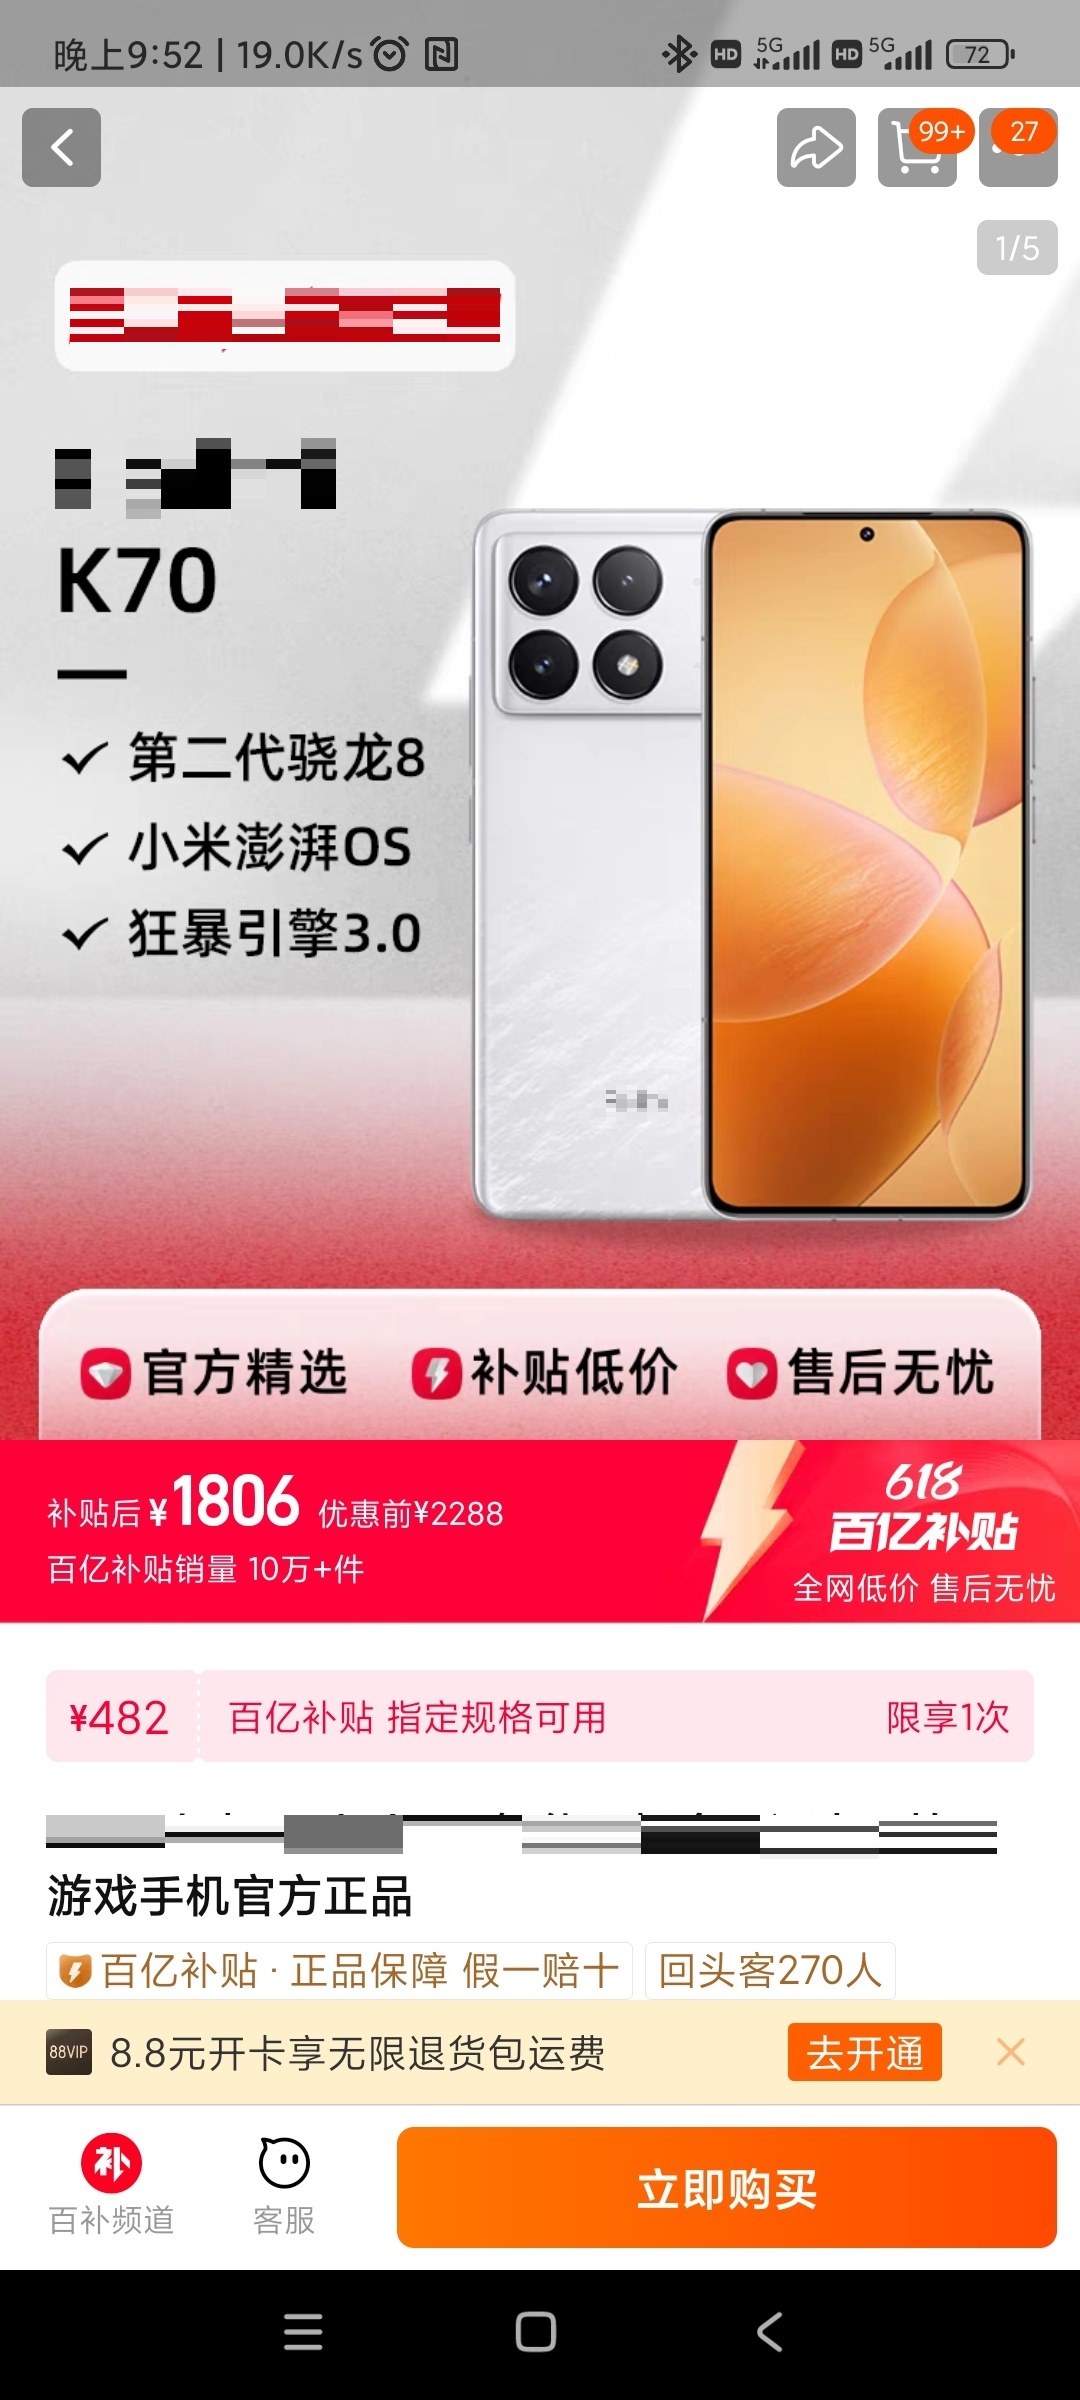 晚上9:52 | 19.0K/s
HD 5G HD 5G 72
99+
27
1/5
K70
第二代骁龙8
小米澎湃OS
狂暴引擎3.0
官方精选 补贴低价 售后无忧
补贴后¥1806 优惠前¥2288
百亿补贴销量 10万+件
618
百亿补贴
全网低价 售后无忧
¥482 百亿补贴 指定规格可用 限享1次
游戏手机官方正品
百亿补贴 · 正品保障 假一赔十 回头客270人
88VIP 8.8元开卡享无限退货包运费 去开通
补
百补频道 客服 立即购买